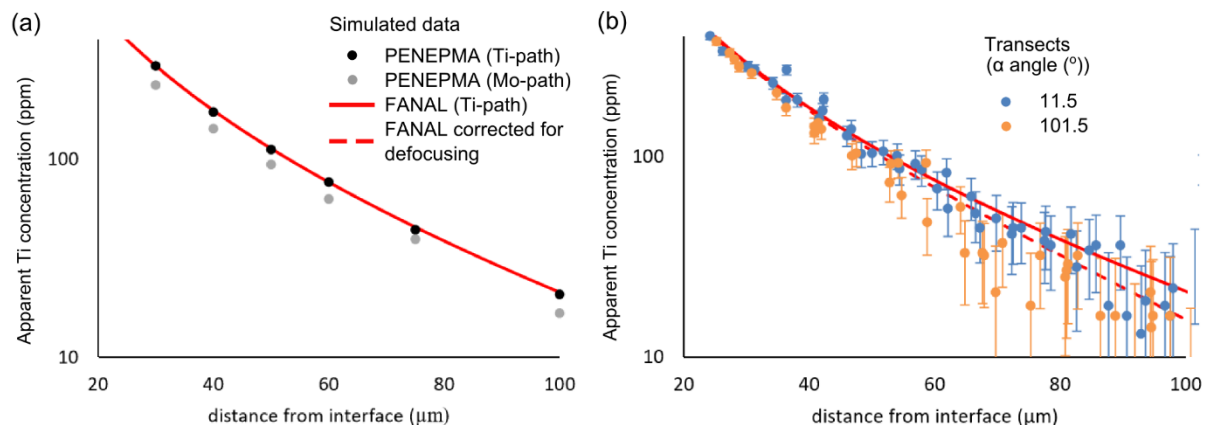 (a)
Simulated data
PENEPMA (Ti-path)
PENEPMA (Mo-path)
FANAL (Ti-path)
FANAL corrected for
defocusing
Apparent Ti concentration (ppm)
100
10
20
40
60
80
100
distance from interface (μm)
(b)
Transects
(α angle (º))
11.5
101.5
Apparent Ti concentration (ppm)
100
10
20
40
60
80
100
distance from interface (μm)